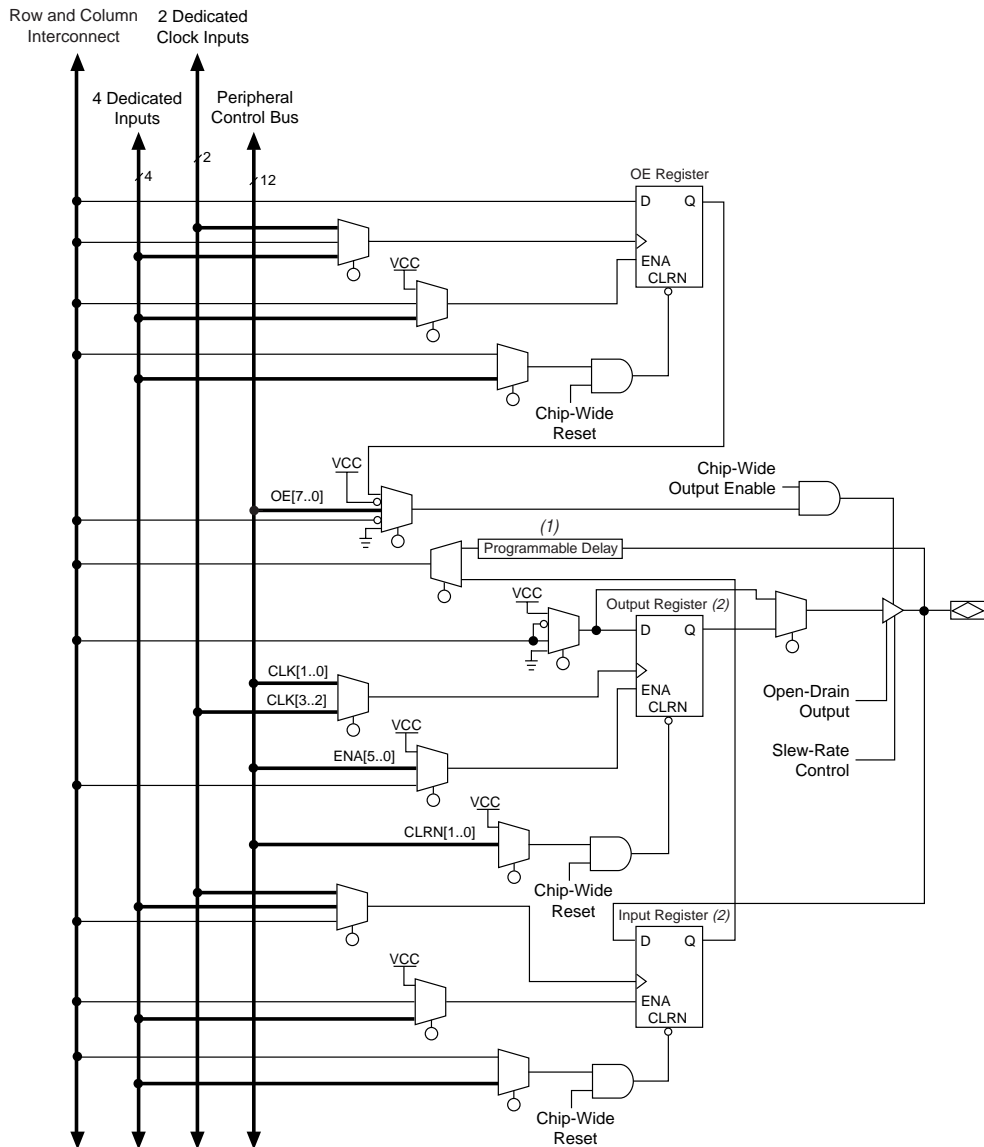 Row and Column
Interconnect
2 Dedicated
Clock Inputs
4 Dedicated
Inputs
Peripheral
Control Bus
2
4
12
OE Register
D Q
ENA
CLRN
VCC
Chip-Wide
Reset
VCC
OE[7..0]
Chip-Wide
Output Enable
(1)
Programmable Delay
VCC
Output Register (2)
D Q
ENA
CLRN
CLK[1..0]
CLK[3..2]
Open-Drain
Output
VCC
ENA[5..0]
Slew-Rate
Control
VCC
CLRN[1..0]
Chip-Wide
Reset
Input Register (2)
D Q
ENA
CLRN
VCC
Chip-Wide
Reset